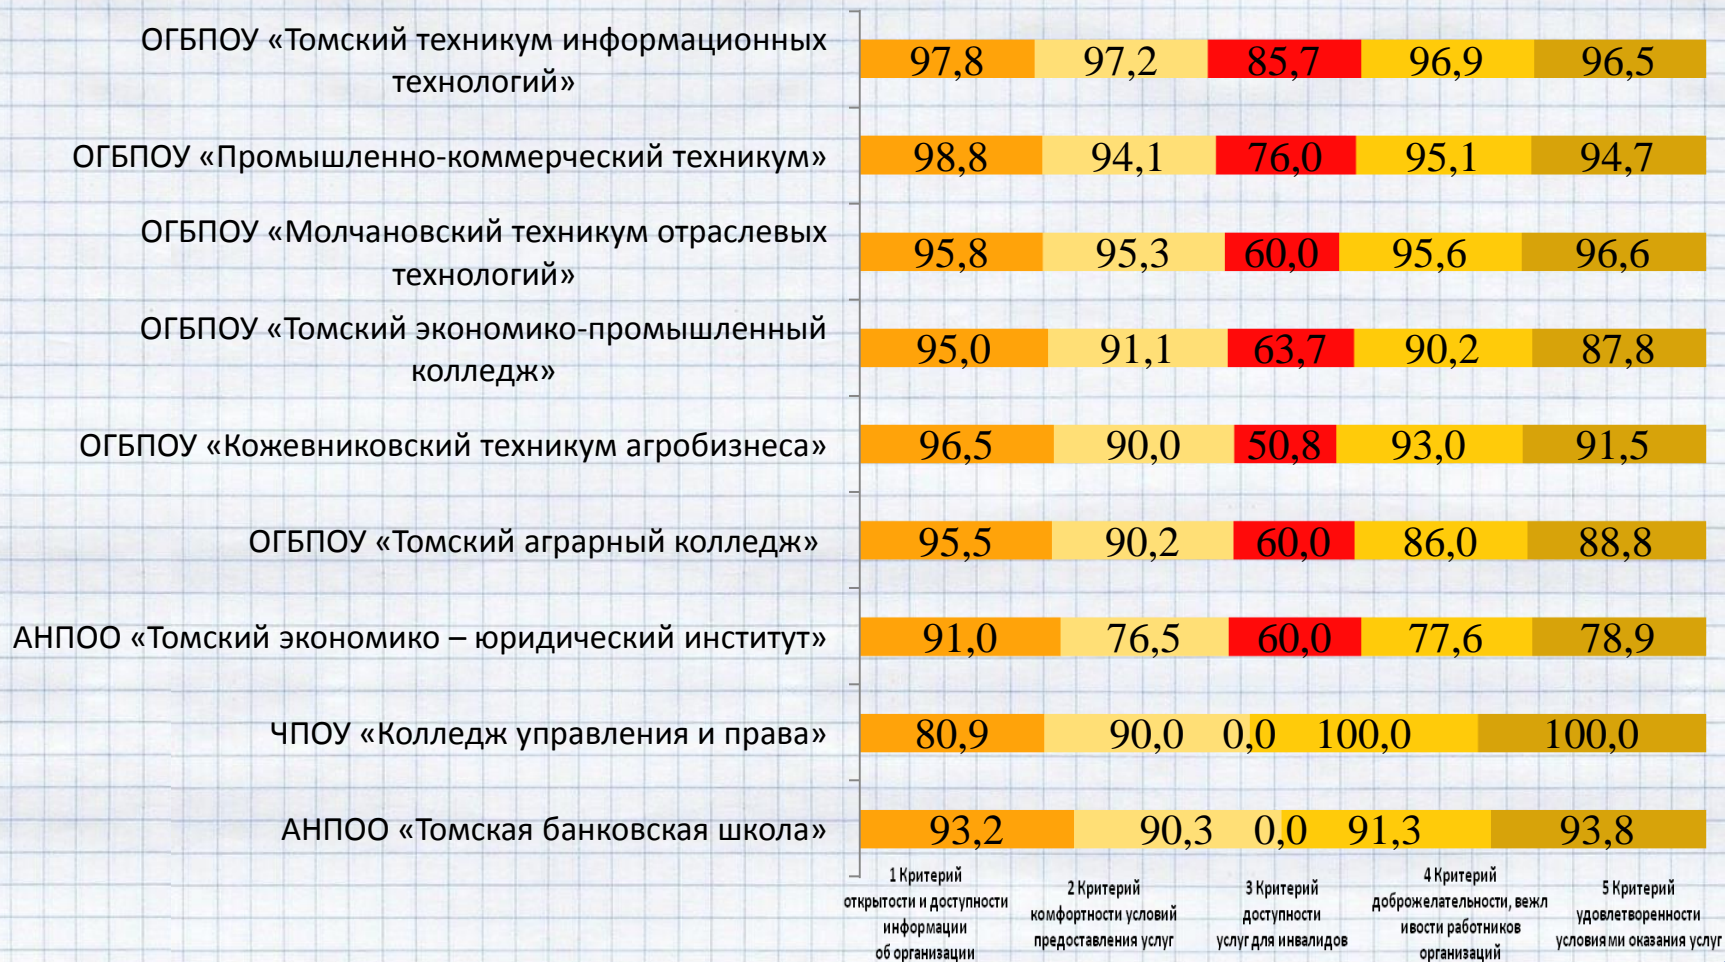 ОГБПОУ «Томский техникум информационных
технологий»
97,8 97,2 85,7 96,9 96,5
ОГБПОУ «Промышленно-коммерческий техникум»
98,8 94,1 76,0 95,1 94,7
ОГБПОУ «Молчановский техникум отраслевых
технологий»
95,8 95,3 60,0 95,6 96,6
ОГБПОУ «Томский экономико-промышленный
колледж»
95,0 91,1 63,7 90,2 87,8
ОГБПОУ «Кожевниковский техникум агробизнеса»
96,5 90,0 50,8 93,0 91,5
ОГБПОУ «Томский аграрный колледж»
95,5 90,2 60,0 86,0 88,8
АНПОО «Томский экономико – юридический институт»
91,0 76,5 60,0 77,6 78,9
ЧПОУ «Колледж управления и права»
80,9 90,0 0,0 100,0 100,0
АНПОО «Томская банковская школа»
93,2 90,3 0,0 91,3 93,8
1 Критерий
открытости и доступности
информации
об организации
2 Критерий
комфортности условий
предоставления услуг
3 Критерий
доступности
услуг для инвалидов
4 Критерий
доброжелательности, вежл
ивости работников
организаций
5 Критерий
удовлетворенности
условиями оказания услуг